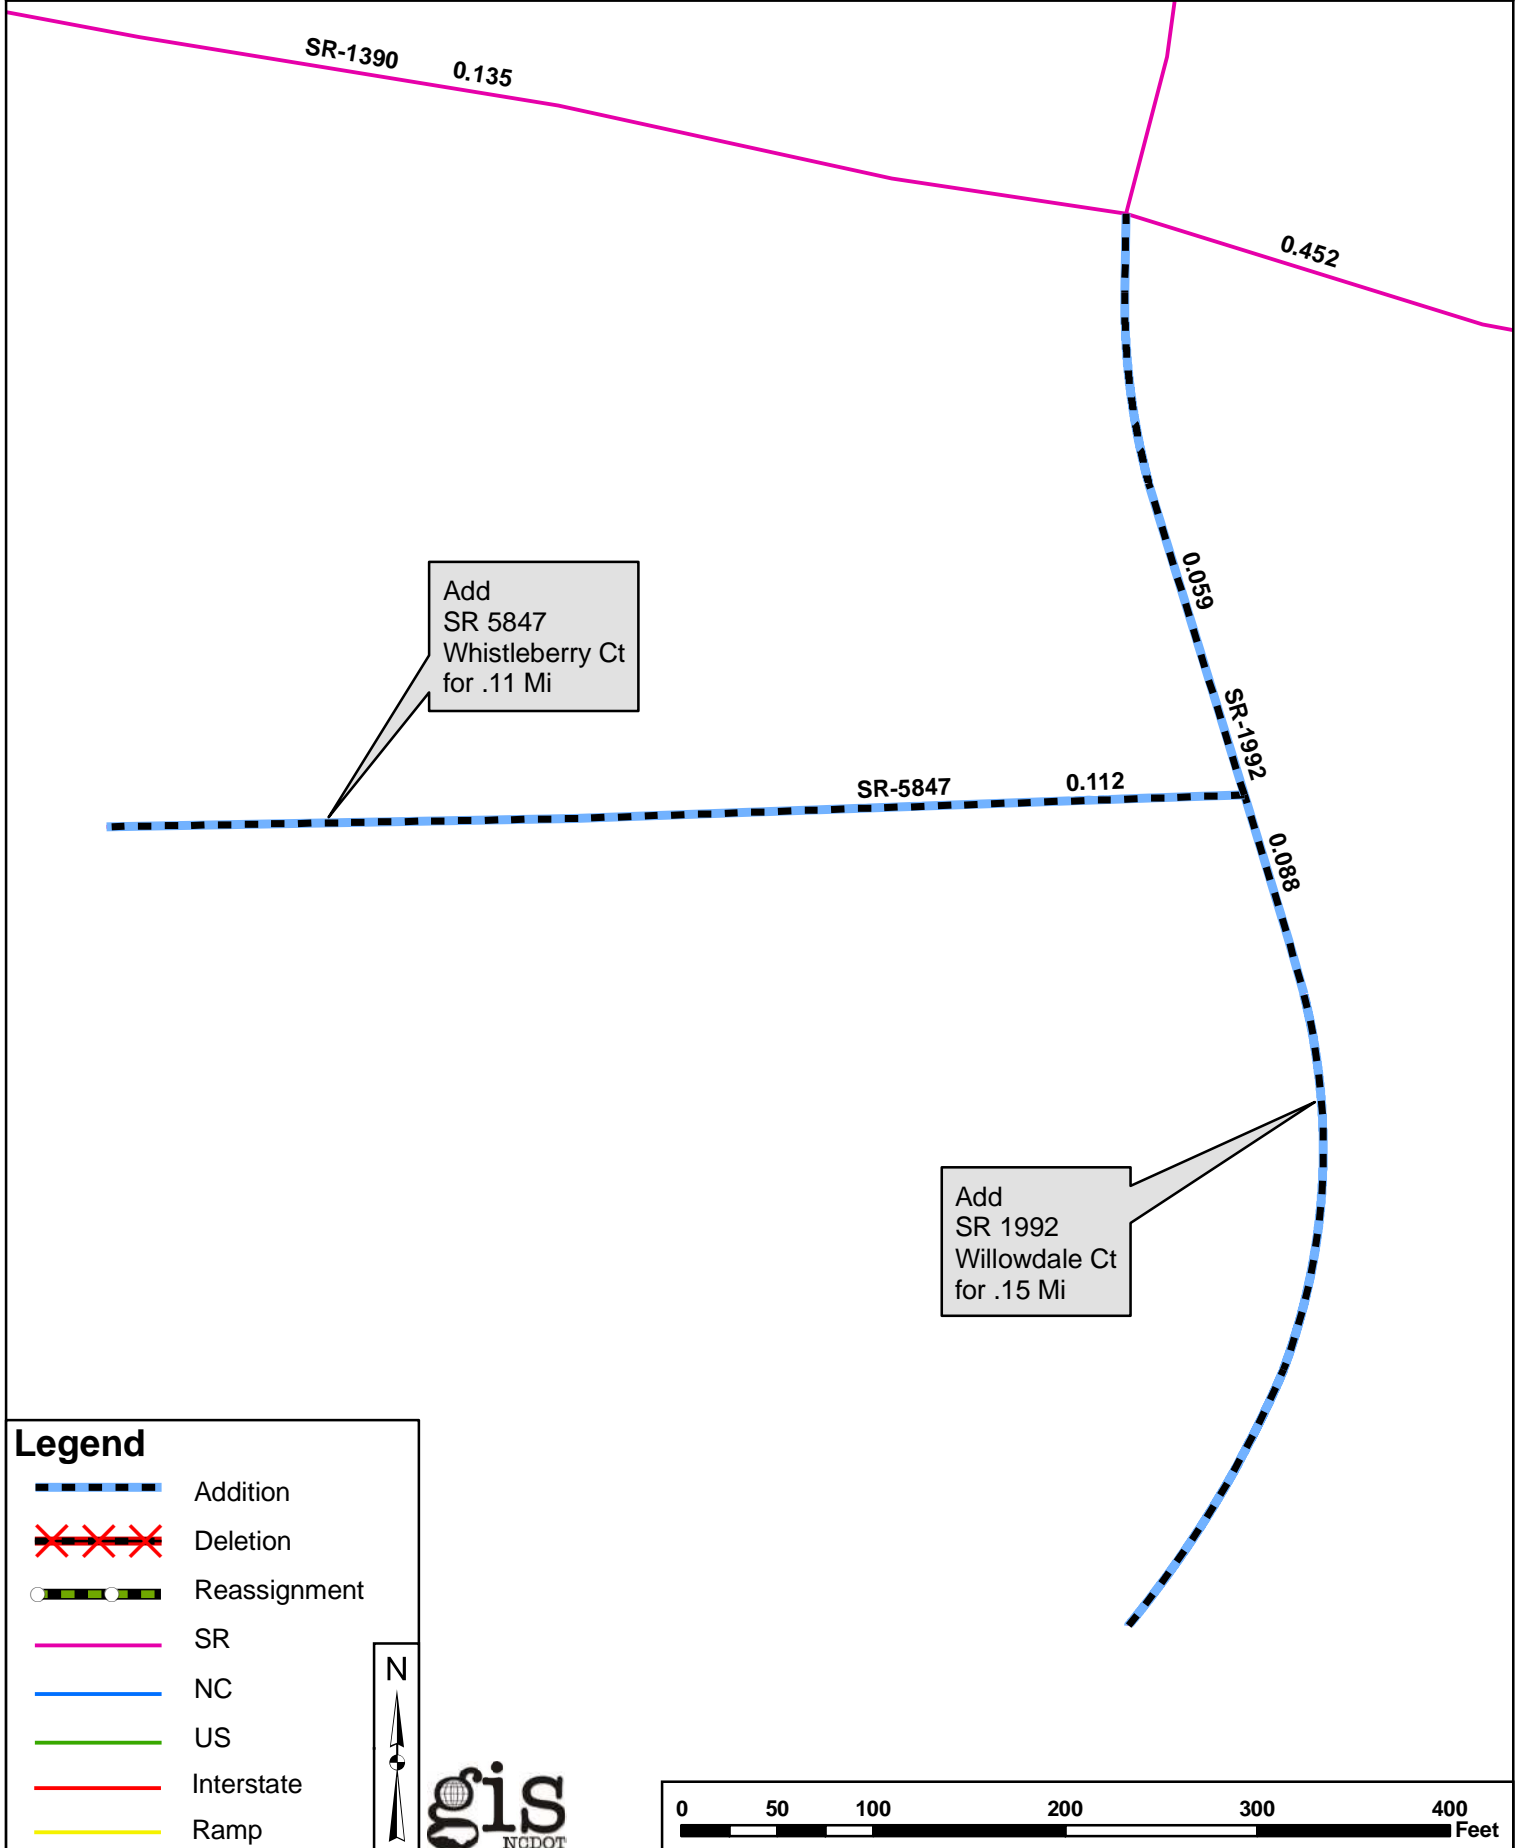 SR-1390 0.135
0.452
0.059
Add
SR 5847
Whistleberry Ct
for .11 Mi
SR-1992
SR-5847 0.112
0.088
Add
SR 1992
Willowdale Ct
for .15 Mi
Legend
Addition
Deletion
Reassignment
SR
NC
US
Interstate
Ramp
N
gis
NCDOT
0 50 100 200 300 400
Feet